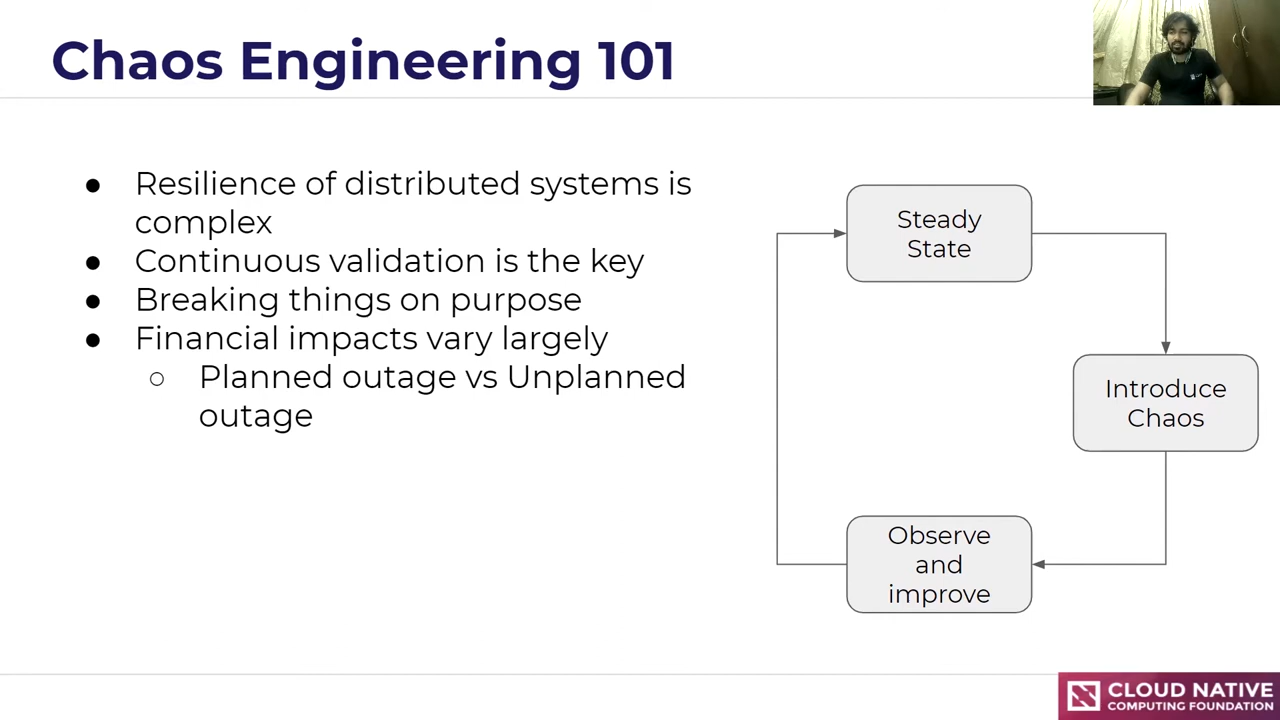 Chaos Engineering 101
● Resilience of distributed systems is
complex
● Continuous validation is the key
● Breaking things on purpose
● Financial impacts vary largely
○ Planned outage vs Unplanned
outage
Steady
State
Introduce
Chaos
Observe
and
improve
CLOUD NATIVE
COMPUTING FOUNDATION